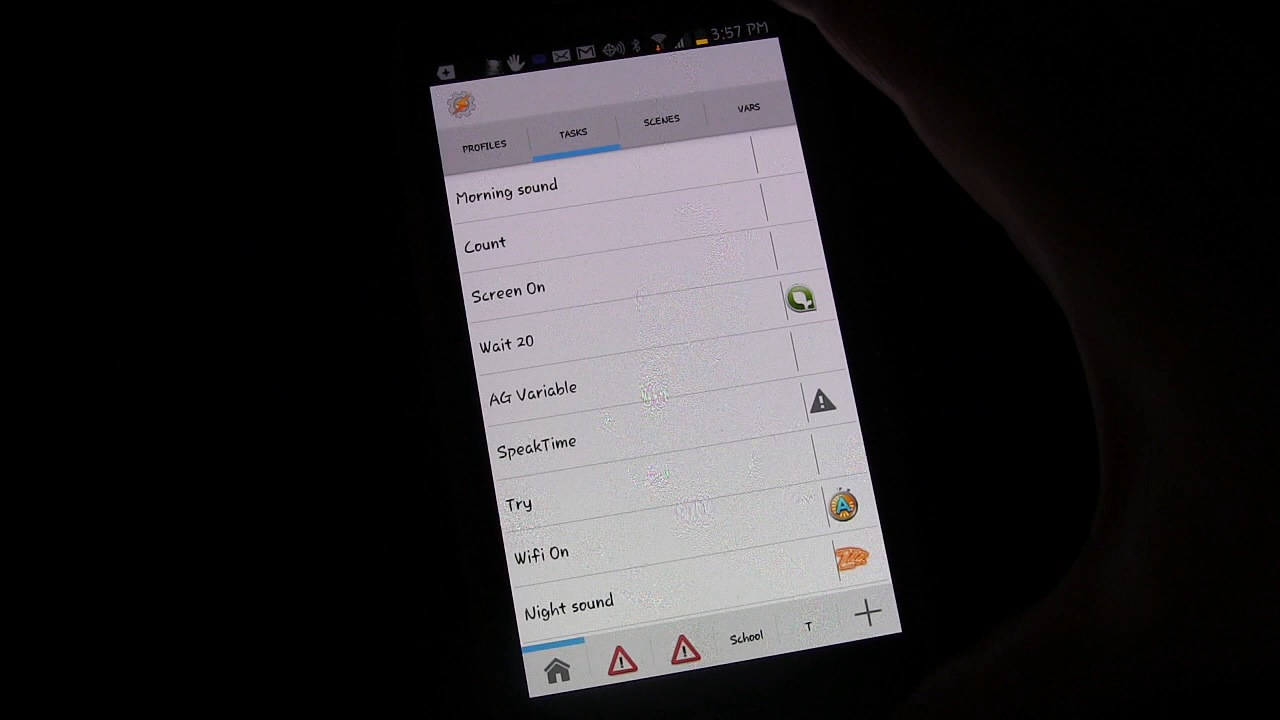 3:57 PM
PROFILES
TASKS
SCENES
VARS
Morning sound
Count
Screen On
Wait 20
AG Variable
SpeakTime
Try
Wifi On
Night sound
School
T